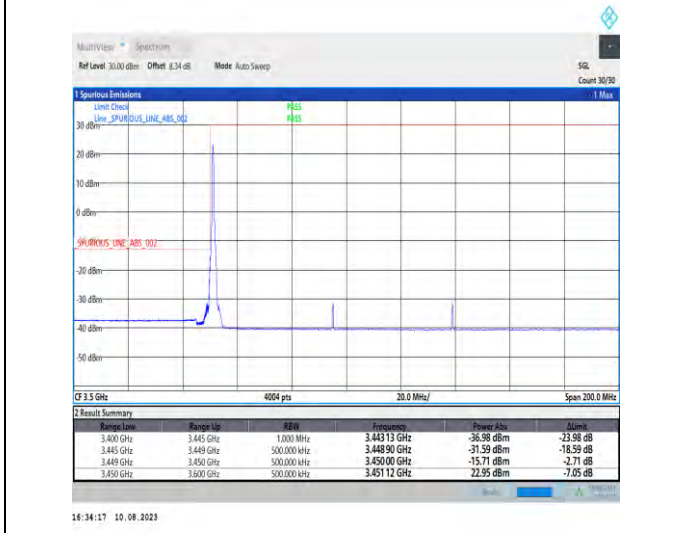 MultiView Spectrum
Ref Level 30.00 dBm Offset 8.34 dB Mode Auto Sweep SGL
Count 30/30
1 Spurious Emissions 1 Max
Limit Check PASS
Line _SPURIOUS_LINE_ABS_002 PASS
30 dBm
20 dBm
10 dBm
0 dBm
_SPURIOUS_LINE_ABS_002
-20 dBm
-30 dBm
-40 dBm
-50 dBm
CF 3.5 GHz 4004 pts 20.0 MHz/ Span 200.0 MHz
2 Result Summary
Range Low Range Up RBW Frequency Power Abs ΔLimit
3.400 GHz 3.445 GHz 1.000 MHz 3.443 13 GHz -36.98 dBm -23.98 dB
3.445 GHz 3.449 GHz 500.000 kHz 3.448 90 GHz -31.59 dBm -18.59 dB
3.449 GHz 3.450 GHz 500.000 kHz 3.450 00 GHz -15.71 dBm -2.71 dB
3.450 GHz 3.600 GHz 500.000 kHz 3.451 12 GHz 22.95 dBm -7.05 dB
16:34:17 10.08.2023